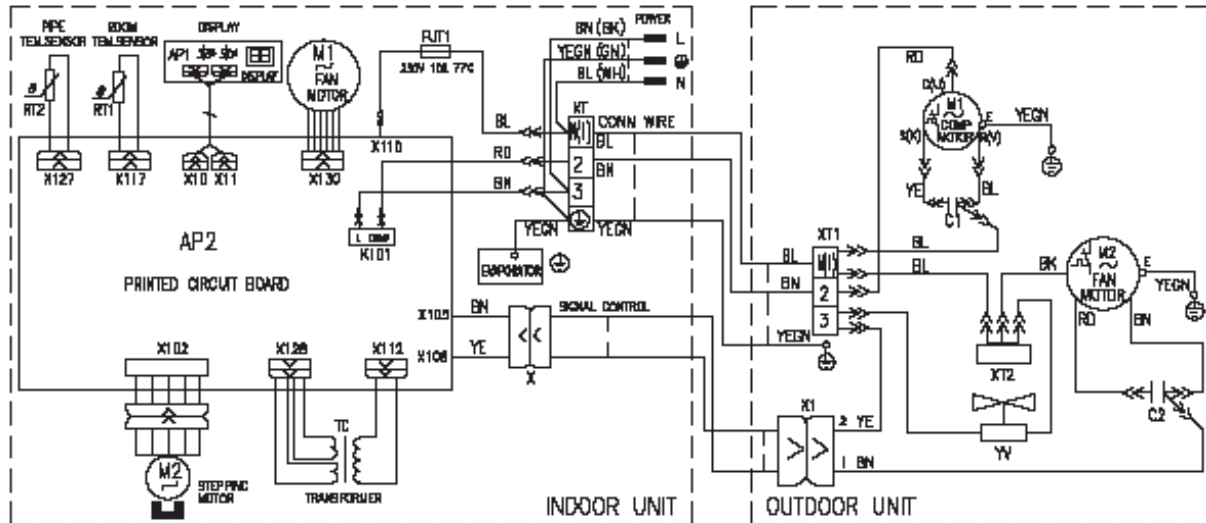 PIPE TEM.SENSOR
ROOM TEM.SENSOR
DISPLAY
AP1
DISPLAY
RT2
RT1
M1
FAN MOTOR
FUT1
X110
POWER
BN (BK)
L
YEGN (GN)
BL (WH)
N
XT
CONN WIRE
BL
BL
RD
2
BN
BN
3
YEGN
YEGN
EVAPORATOR
X127
X117
X10
X11
X130
L COMP
K101
AP2
PRINTED CIRCUIT BOARD
X105
BN
SIGNAL CONTROL
X106
YE
X
X102
X128
X112
M2
STEPPING MOTOR
TC
TRANSFORMER
INDOOR UNIT
RD
M1
COMP MOTOR
E
YEGN
YE
BL
C1
XT1
BL
BL
BL
BN
2
3
YEGN
BK
M2
FAN MOTOR
E
YEGN
RD
BN
XT2
C2
YV
X1
2 YE
1 BN
OUTDOOR UNIT